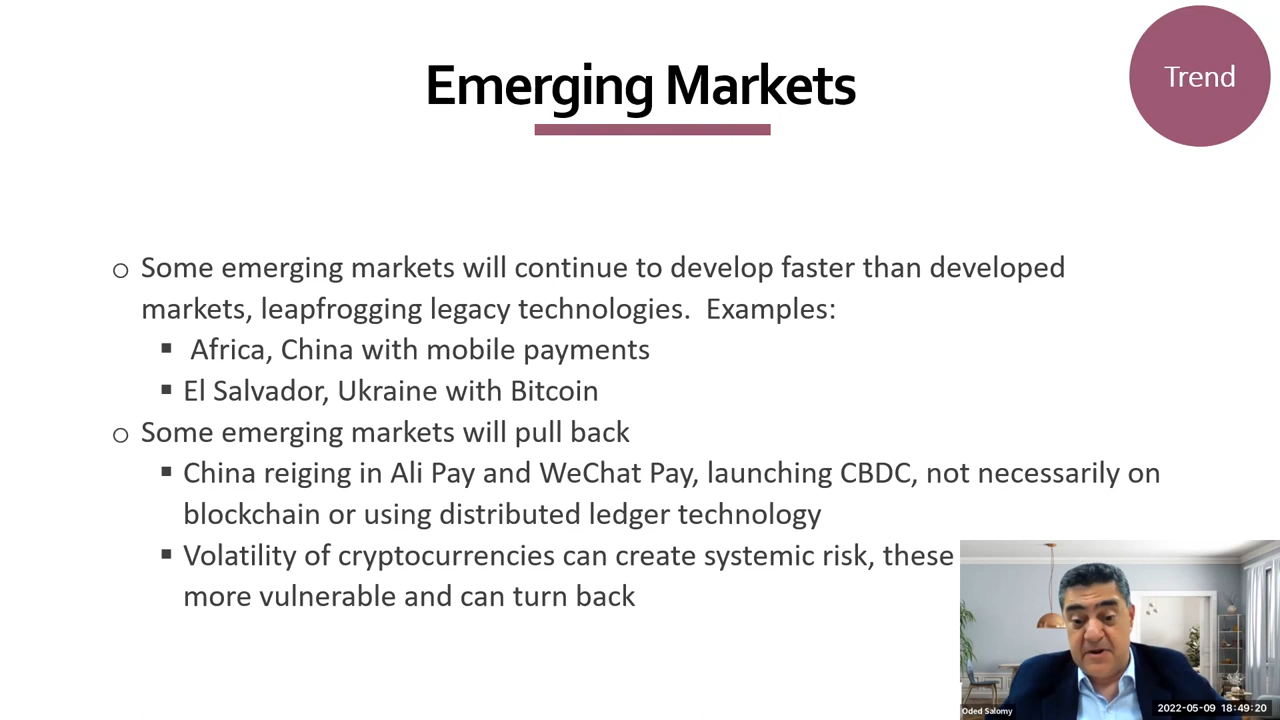 Emerging Markets
Trend
○ Some emerging markets will continue to develop faster than developed
markets, leapfrogging legacy technologies.  Examples:
▪ Africa, China with mobile payments
▪ El Salvador, Ukraine with Bitcoin
○ Some emerging markets will pull back
▪ China reiging in Ali Pay and WeChat Pay, launching CBDC, not necessarily on
blockchain or using distributed ledger technology
▪ Volatility of cryptocurrencies can create systemic risk, these
more vulnerable and can turn back
Oded Salomy
2022-05-09 18:49:20